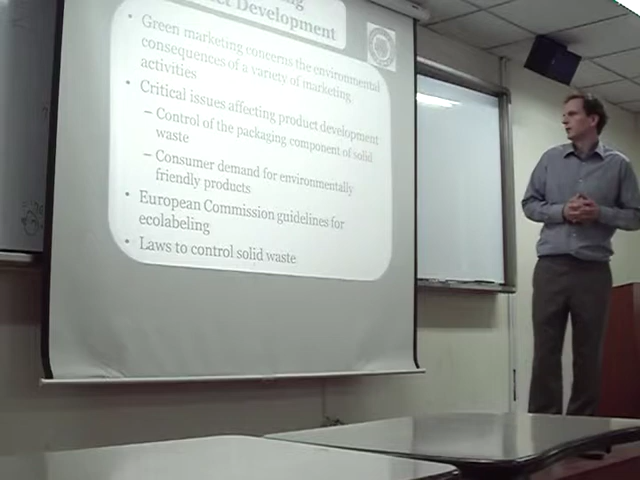 Development
• Green marketing concerns the environmental
consequences of a variety of marketing
activities
• Critical issues affecting product development
– Control of the packaging component of solid
waste
– Consumer demand for environmentally
friendly products
• European Commission guidelines for
ecolabeling
• Laws to control solid waste